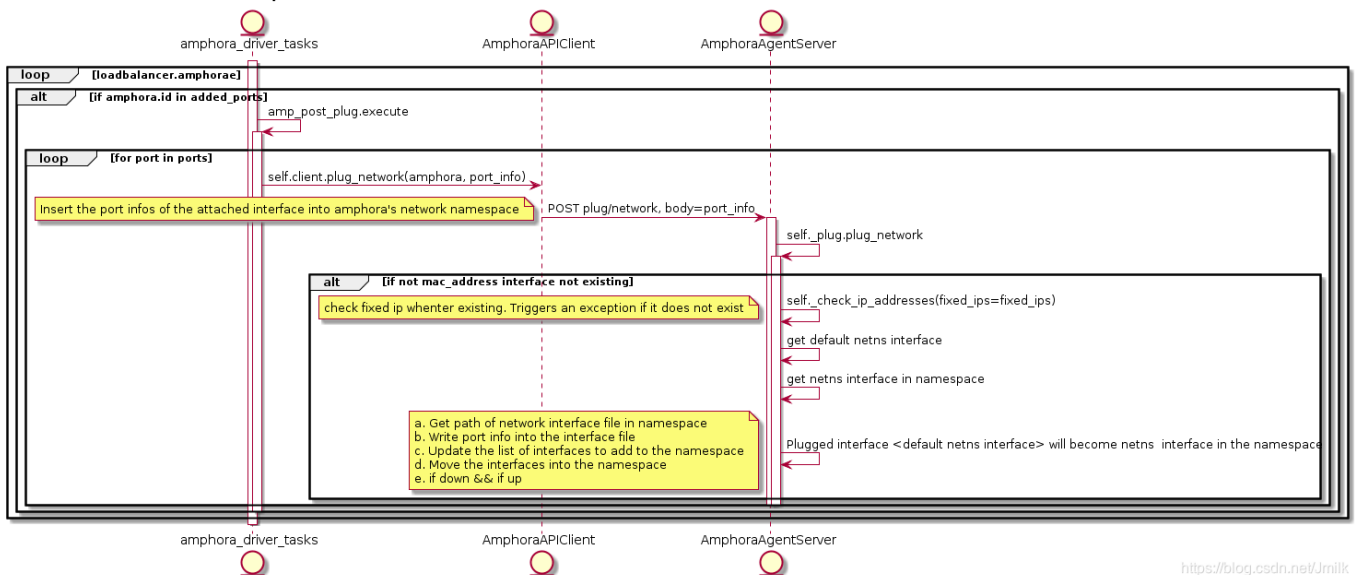 amphora_driver_tasks
AmphoraAPIClient
AmphoraAgentServer
loop [loadbalancer.amphorae]
alt [if amphora.id in added_ports]
amp_post_plug.execute
loop [for port in ports]
self.client.plug_network(amphora, port_info)
Insert the port infos of the attached interface into amphora's network namespace
POST plug/network, body=port_info
self._plug.plug_network
alt [if not mac_address interface not existing]
check fixed ip whenter existing. Triggers an exception if it does not exist
self._check_ip_addresses(fixed_ips=fixed_ips)
get default netns interface
get netns interface in namespace
a. Get path of network interface file in namespace
b. Write port info into the interface file
c. Update the list of interfaces to add to the namespace
d. Move the interfaces into the namespace
e. if down && if up
Plugged interface <default netns interface> will become netns  interface in the namespace
amphora_driver_tasks
AmphoraAPIClient
AmphoraAgentServer
https://blog.csdn.net/Jmilk